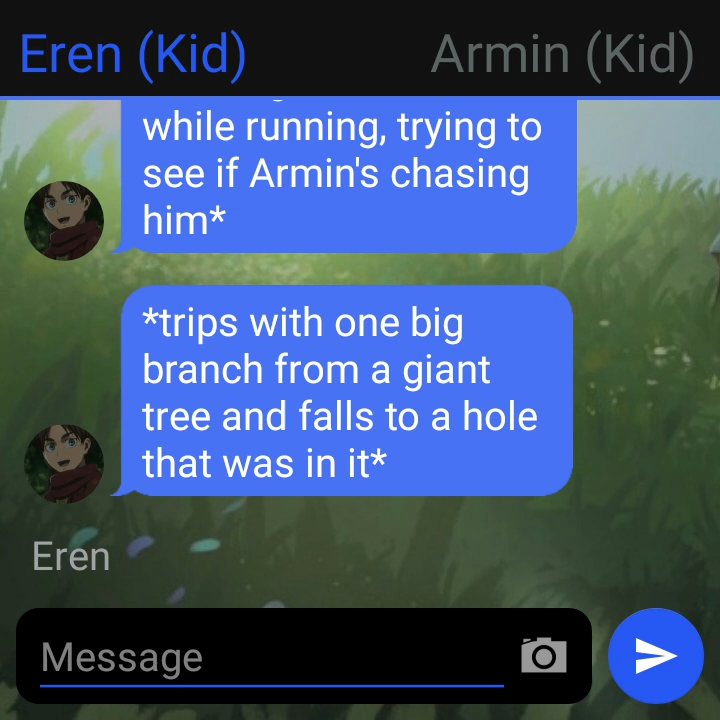 Eren (Kid) Armin (Kid)
while running, trying to
see if Armin's chasing
him*
*trips with one big
branch from a giant
tree and falls to a hole
that was in it*
Eren
Message